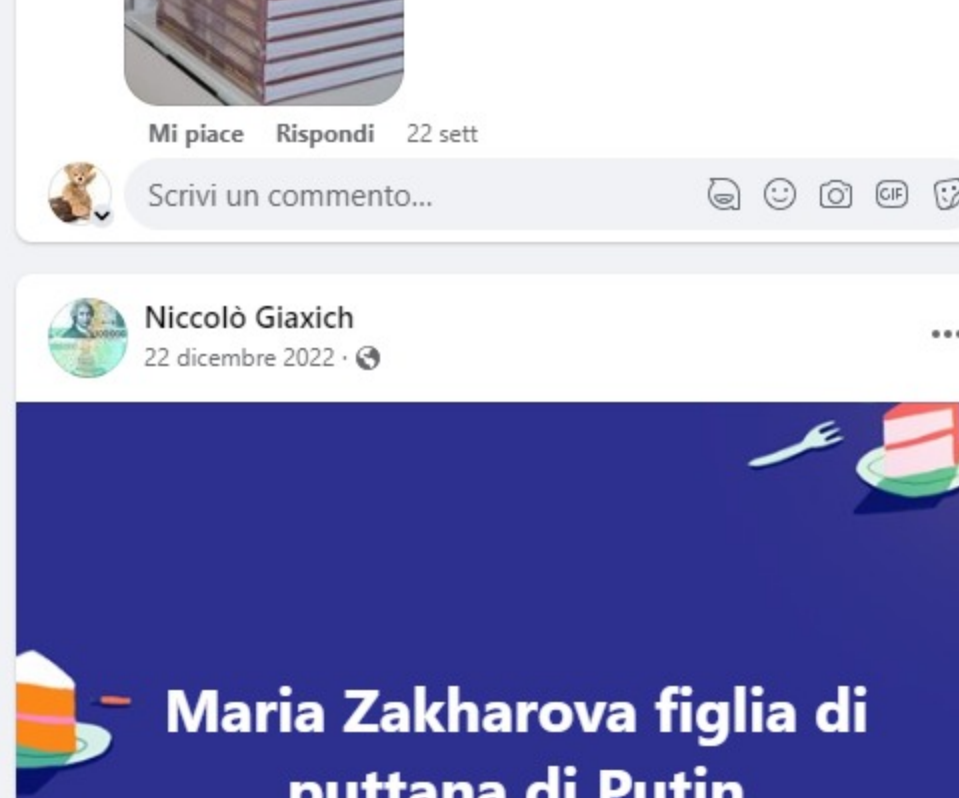 Mi piace Rispondi 22 sett
Scrivi un commento...
GIF
Niccolò Giaxich
22 dicembre 2022 ·
Maria Zakharova figlia di
puttana di Putin